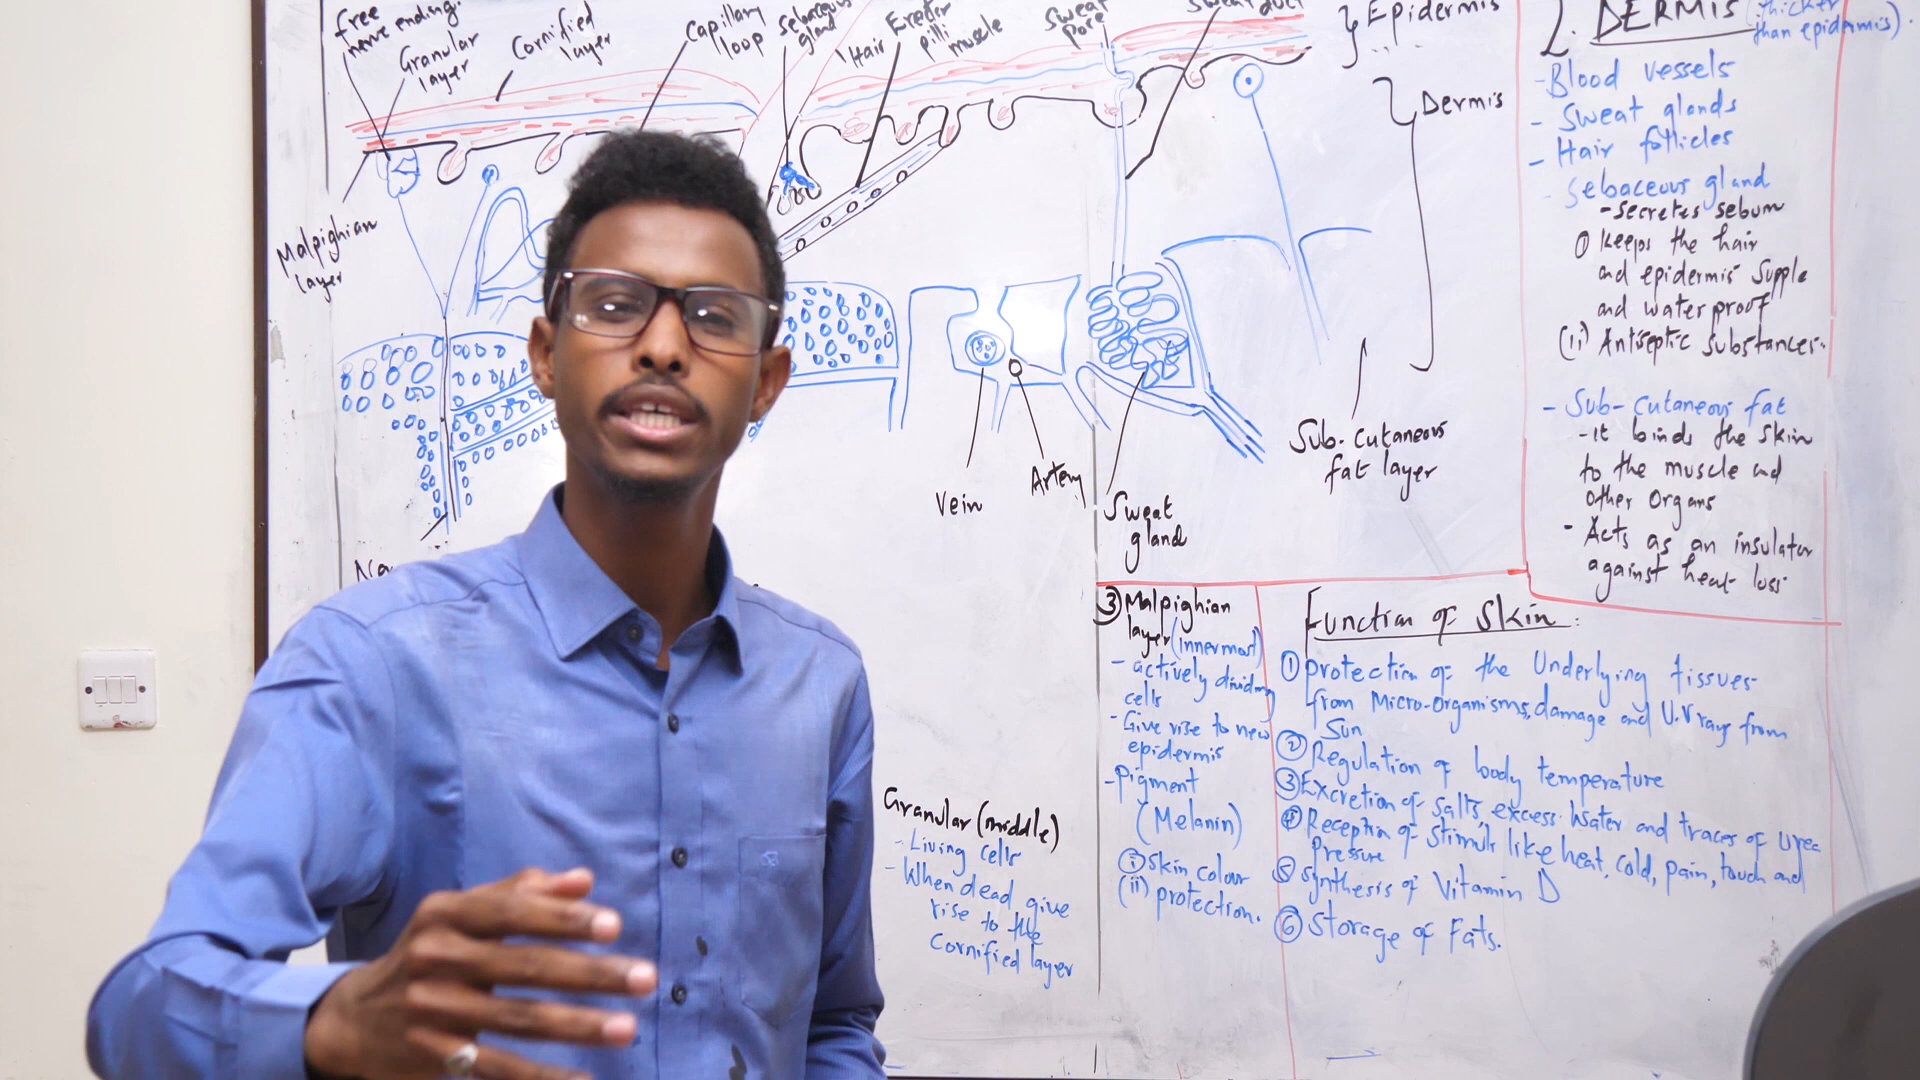 free
nerve ending.
Granular
layer
Cornified
layer
Capillary
loop
Sebaceous
gland
Hair
Erector
pilli
muscle
Sweat
pore
Sweat duct
Epidermis
Dermis
Malpighian
layer
Vein
Artery
Sweat
gland
Sub-cutaneous
fat layer
2. DERMIS (thicker
than epidermis).
- Blood vessels
- Sweat glands
- Hair follicles
- Sebaceous gland
- secretes sebum
① keeps the hair
and epidermis supple
and waterproof
(ii) Antiseptic substances.
- Sub-cutaneous fat
- it binds the skin
to the muscle and
other organs
- Acts as an insulator
against heat loss
Granular (middle)
- Living cells
- When dead give
rise to the
Cornified layer
③ Malpighian
layer (innermost)
- actively dividing
cells
- Give rise to new
epidermis
- Pigment
(Melanin)
(i) skin colour
(ii) protection.
Function of Skin:
① protection of the Underlying tissues
from Micro-organisms, damage and U.V rays from
Sun
② Regulation of body temperature
③ Excretion of salts, excess water and traces of urea
④ Reception of stimuli like heat, cold, pain, touch and
pressure
⑤ synthesis of Vitamin D
⑥ Storage of Fats.